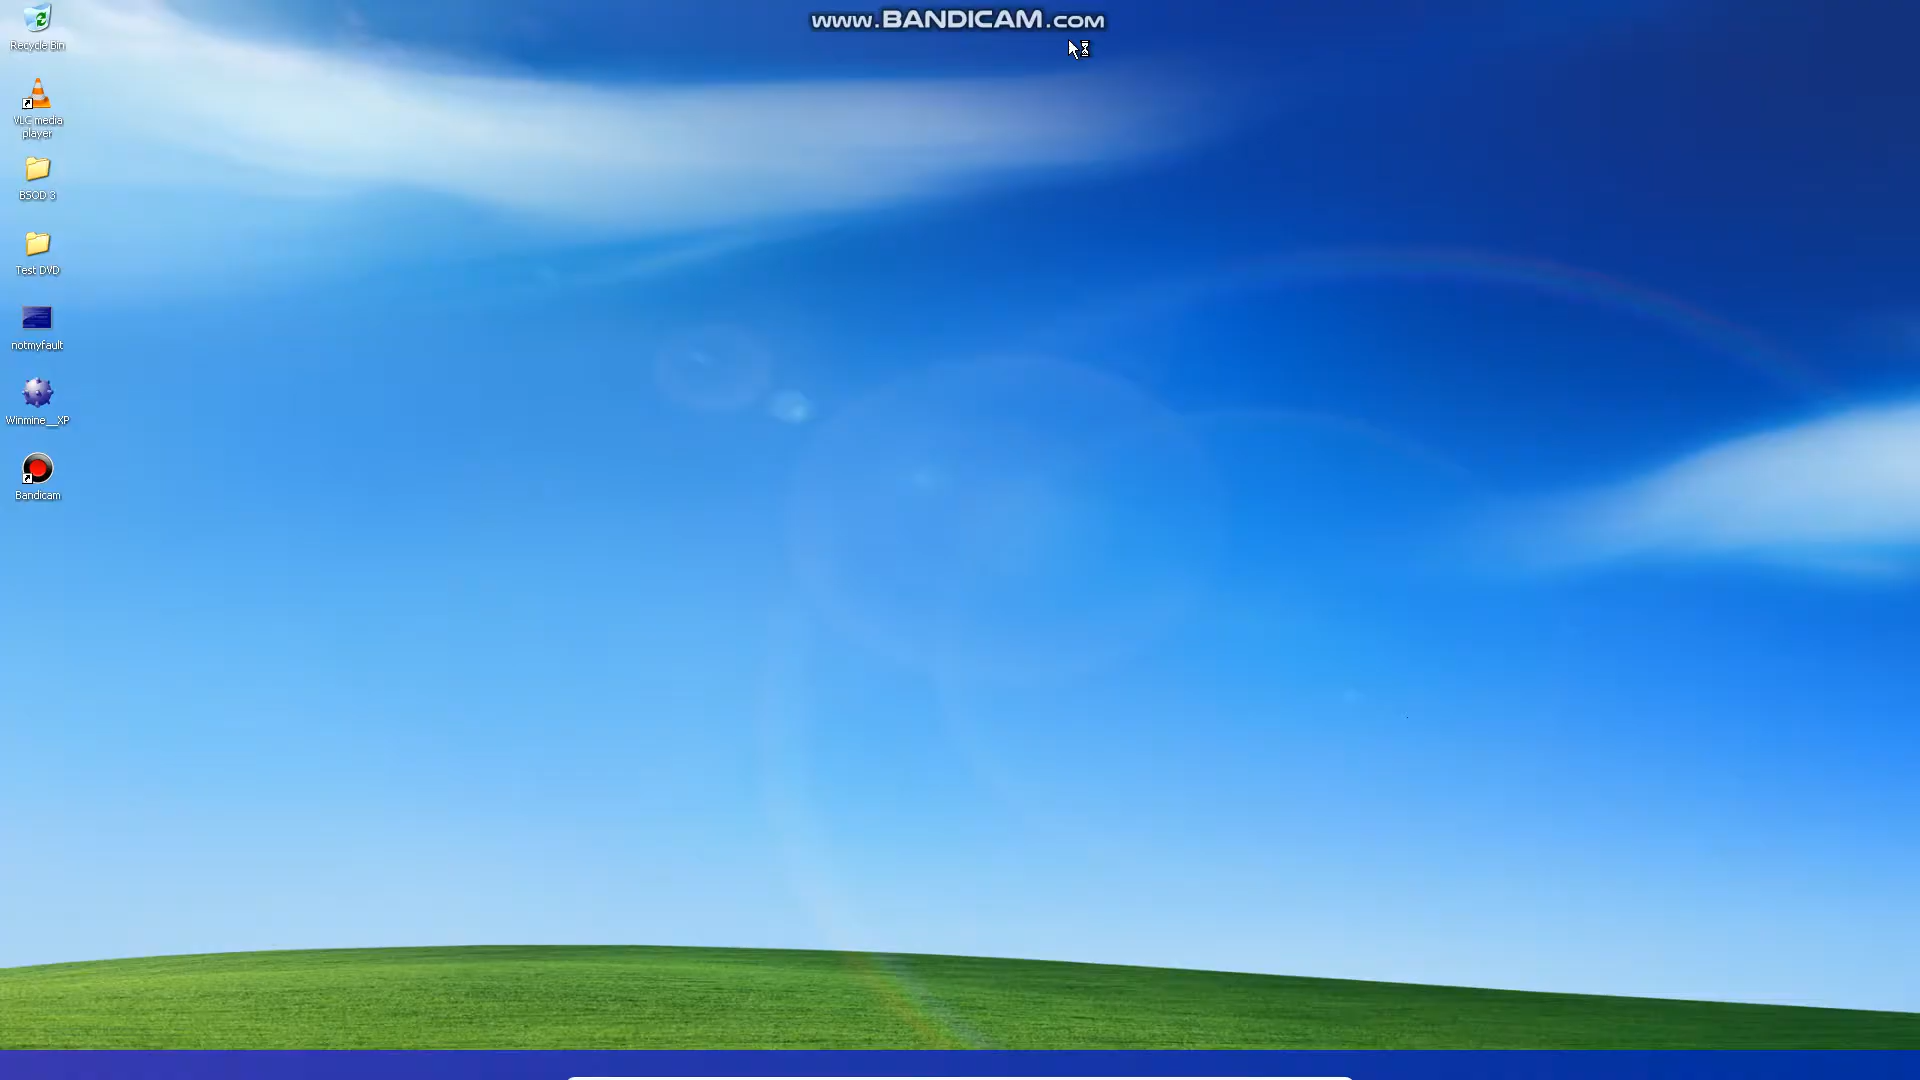 www.BANDICAM.com
Recycle Bin
VLC media
player
BSOD 3
Test DVD
notmyfault
Winmine__XP
Bandicam